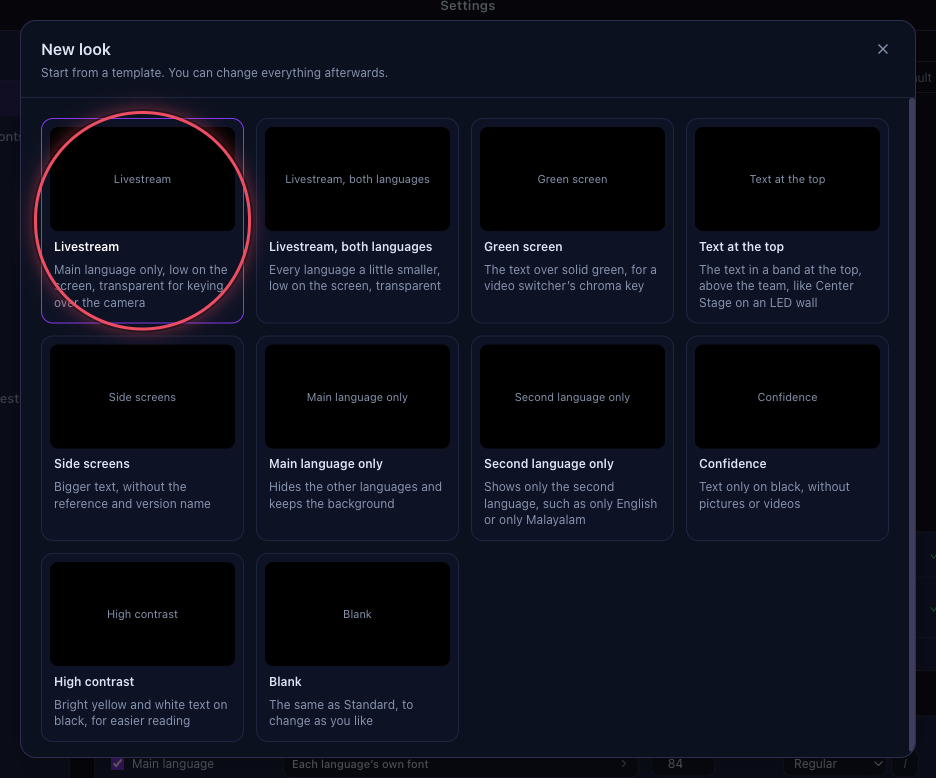 Settings
New look
Start from a template. You can change everything afterwards.
Livestream
Livestream, both languages
Green screen
Text at the top
Livestream
Main language only, low on the
screen, transparent for keying
over the camera
Livestream, both languages
Every language a little smaller,
low on the screen, transparent
Green screen
The text over solid green, for a
video switcher's chroma key
Text at the top
The text in a band at the top,
above the team, like Center
Stage on an LED wall
Side screens
Main language only
Second language only
Confidence
Side screens
Bigger text, without the
reference and version name
Main language only
Hides the other languages and
keeps the background
Second language only
Shows only the second
language, such as only English
or only Malayalam
Confidence
Text only on black, without
pictures or videos
High contrast
Blank
High contrast
Bright yellow and white text on
black, for easier reading
Blank
The same as Standard, to
change as you like
Main language
Each language's own font
84
Regular
I